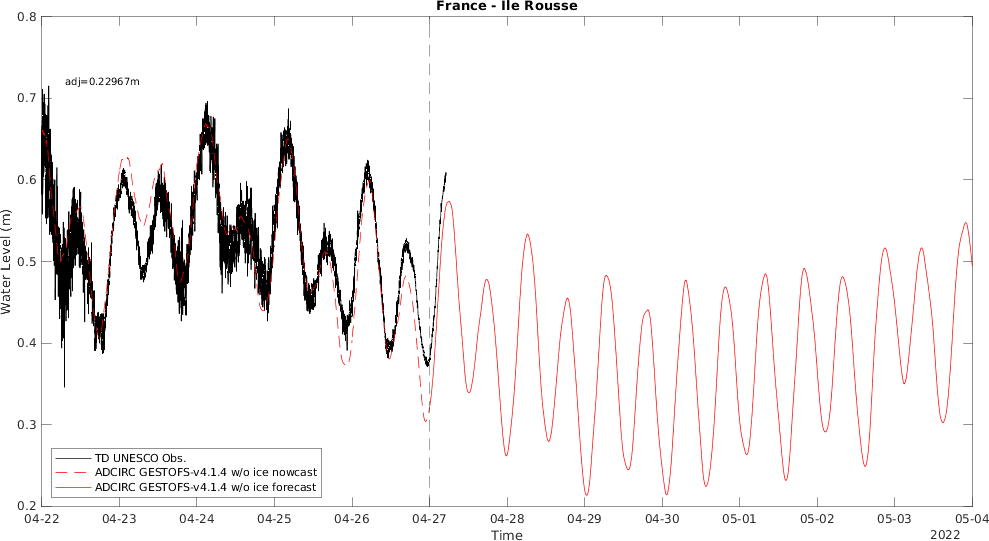 France - Ile Rousse
0.8
0.7
0.6
0.5
0.4
0.3
0.2
Water Level (m)
adj=0.22967m
TD UNESCO Obs.
ADCIRC GESTOFS-v4.1.4 w/o ice nowcast
ADCIRC GESTOFS-v4.1.4 w/o ice forecast
04-22 04-23 04-24 04-25 04-26 04-27 04-28 04-29 04-30 05-01 05-02 05-03 05-04
Time
2022